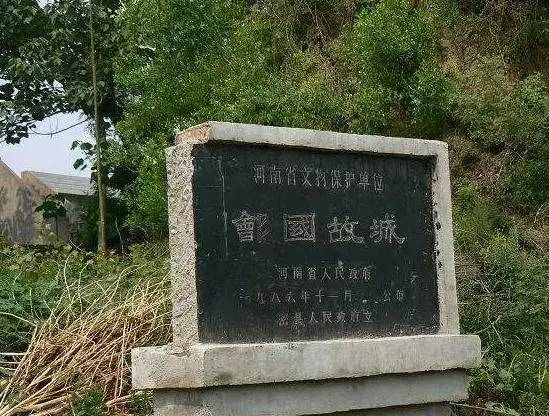 河南省文物保护单位
鄶國故城
河南省人民政府
一九八六年十一月 公布
密县人民政府立